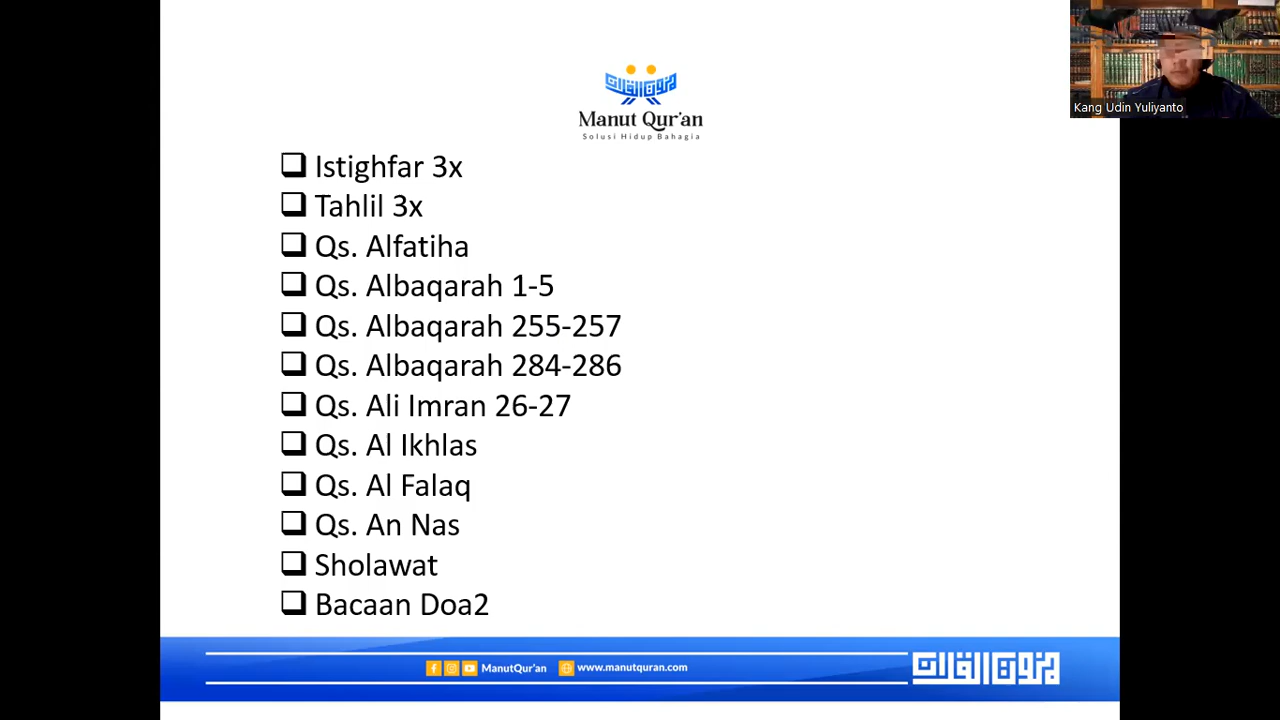 Kang Udin Yuliyanto
Manut Qur'an
Solusi Hidup Bahagia
Istighfar 3x
Tahlil 3x
Qs. Alfatiha
Qs. Albaqarah 1-5
Qs. Albaqarah 255-257
Qs. Albaqarah 284-286
Qs. Ali Imran 26-27
Qs. Al Ikhlas
Qs. Al Falaq
Qs. An Nas
Sholawat
Bacaan Doa2
ManutQur'an www.manutquran.com